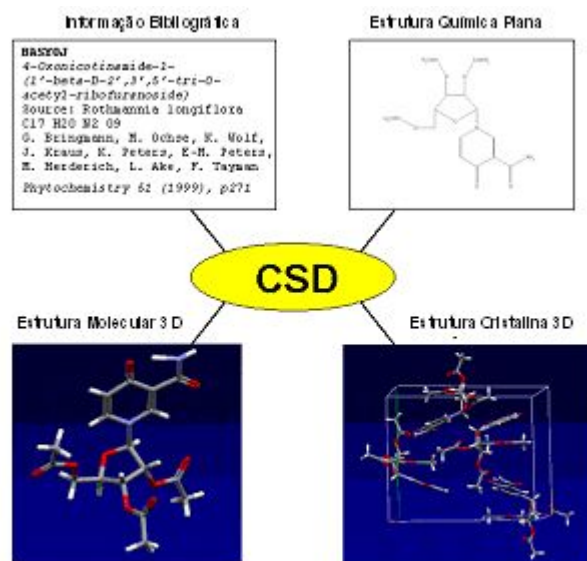 Informação Bibliográfica
Estrutura Química Plana
BASYOJ
4-Oxonicotinamide-1-
(1'-beta-D-2',3',5'-tri-O-
acetyl-ribofuranoside)
Source: Rothmannia longiflora
C17 H20 N2 O9
G. Bringmann, M. Ochse, K. Wolf,
J. Kraus, K. Peters, E-M. Peters,
M. Herderich, L. Ake, F. Tayman
Phytochemistry 51 (1999), p271
CSD
Estrutura Molecular 3D
Estrutura Cristalina 3D